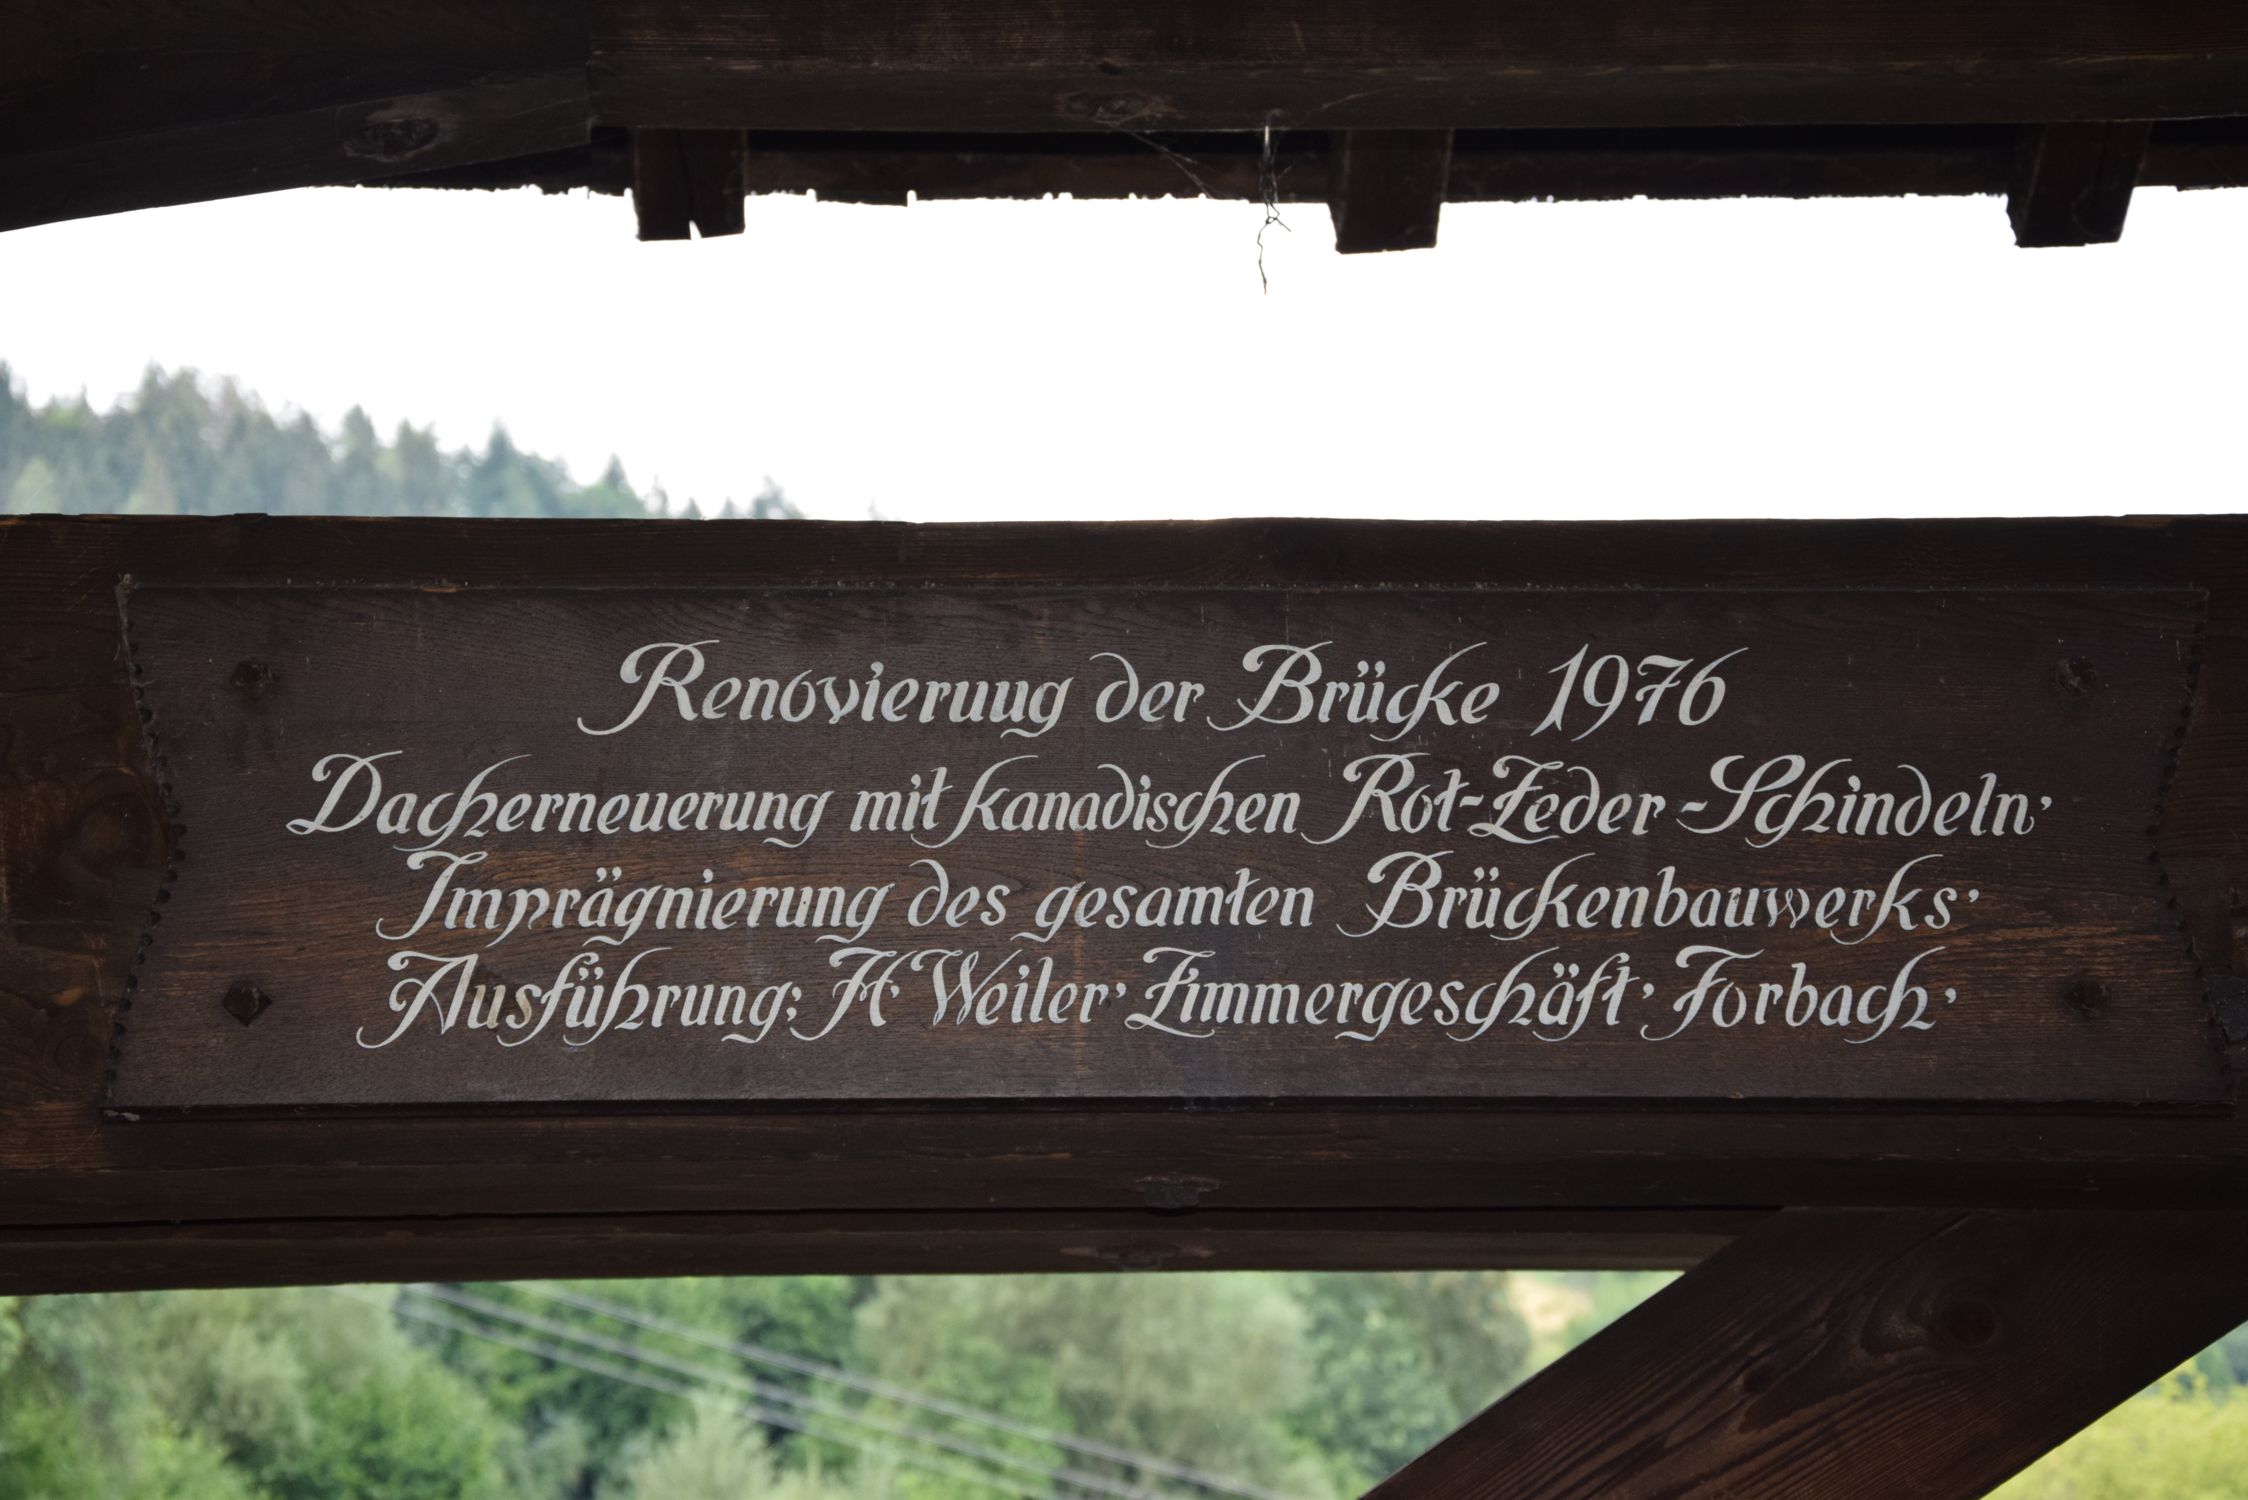 Renovierung der Brücke 1976
Dacherneuerung mit kanadischen Rot-Zeder-Schindeln.
Imprägnierung des gesamten Brückenbauwerks.
Ausführung: H. Weiler. Zimmergeschäft. Forbach.